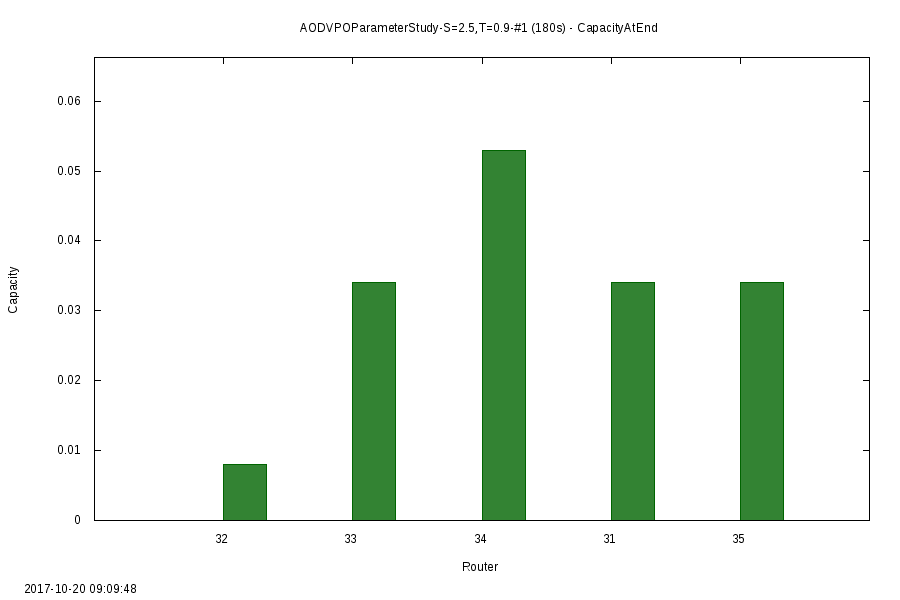 AODVPOParameterStudy-S=2.5,T=0.9-#1 (180s) - CapacityAtEnd
0.06
0.05
0.04
0.03
0.02
0.01
0
Capacity
32 33 34 31 35
Router
2017-10-20 09:09:48